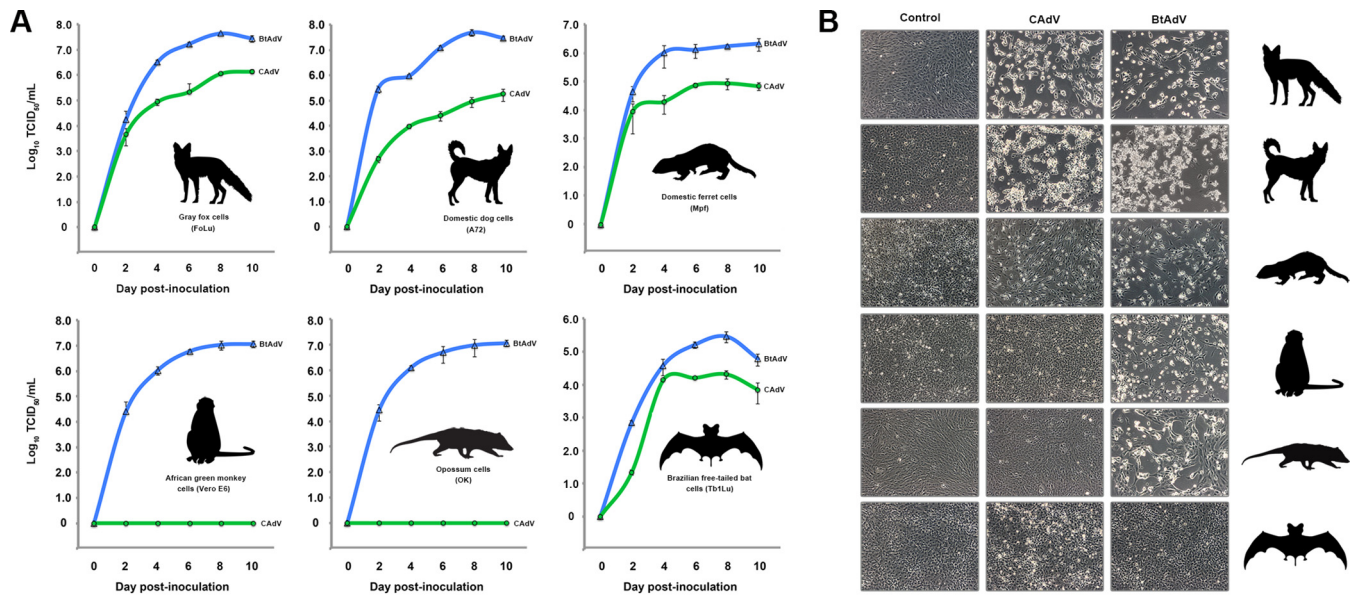 A
Log10 TCID50/mL
8.0
7.0
6.0
5.0
4.0
3.0
2.0
1.0
0
BtAdV
CAdV
Gray fox cells
(FoLu)
0 2 4 6 8 10
Day post-inoculation
8.0
7.0
6.0
5.0
4.0
3.0
2.0
1.0
0
BtAdV
CAdV
Domestic dog cells
(A72)
0 2 4 6 8 10
Day post-inoculation
7.0
6.0
5.0
4.0
3.0
2.0
1.0
0
BtAdV
CAdV
Domestic ferret cells
(Mpf)
0 2 4 6 8 10
Day post-inoculation
Log10 TCID50/mL
8.0
7.0
6.0
5.0
4.0
3.0
2.0
1.0
0
BtAdV
African green monkey
cells (Vero E6)
CAdV
0 2 4 6 8 10
Day post-inoculation
8.0
7.0
6.0
5.0
4.0
3.0
2.0
1.0
0
BtAdV
Opossum cells
(OK)
CAdV
0 2 4 6 8 10
Day post-inoculation
6.0
5.0
4.0
3.0
2.0
1.0
0
BtAdV
CAdV
Brazilian free-tailed bat
cells (Tb1Lu)
0 2 4 6 8 10
Day post-inoculation
B
Control CAdV BtAdV